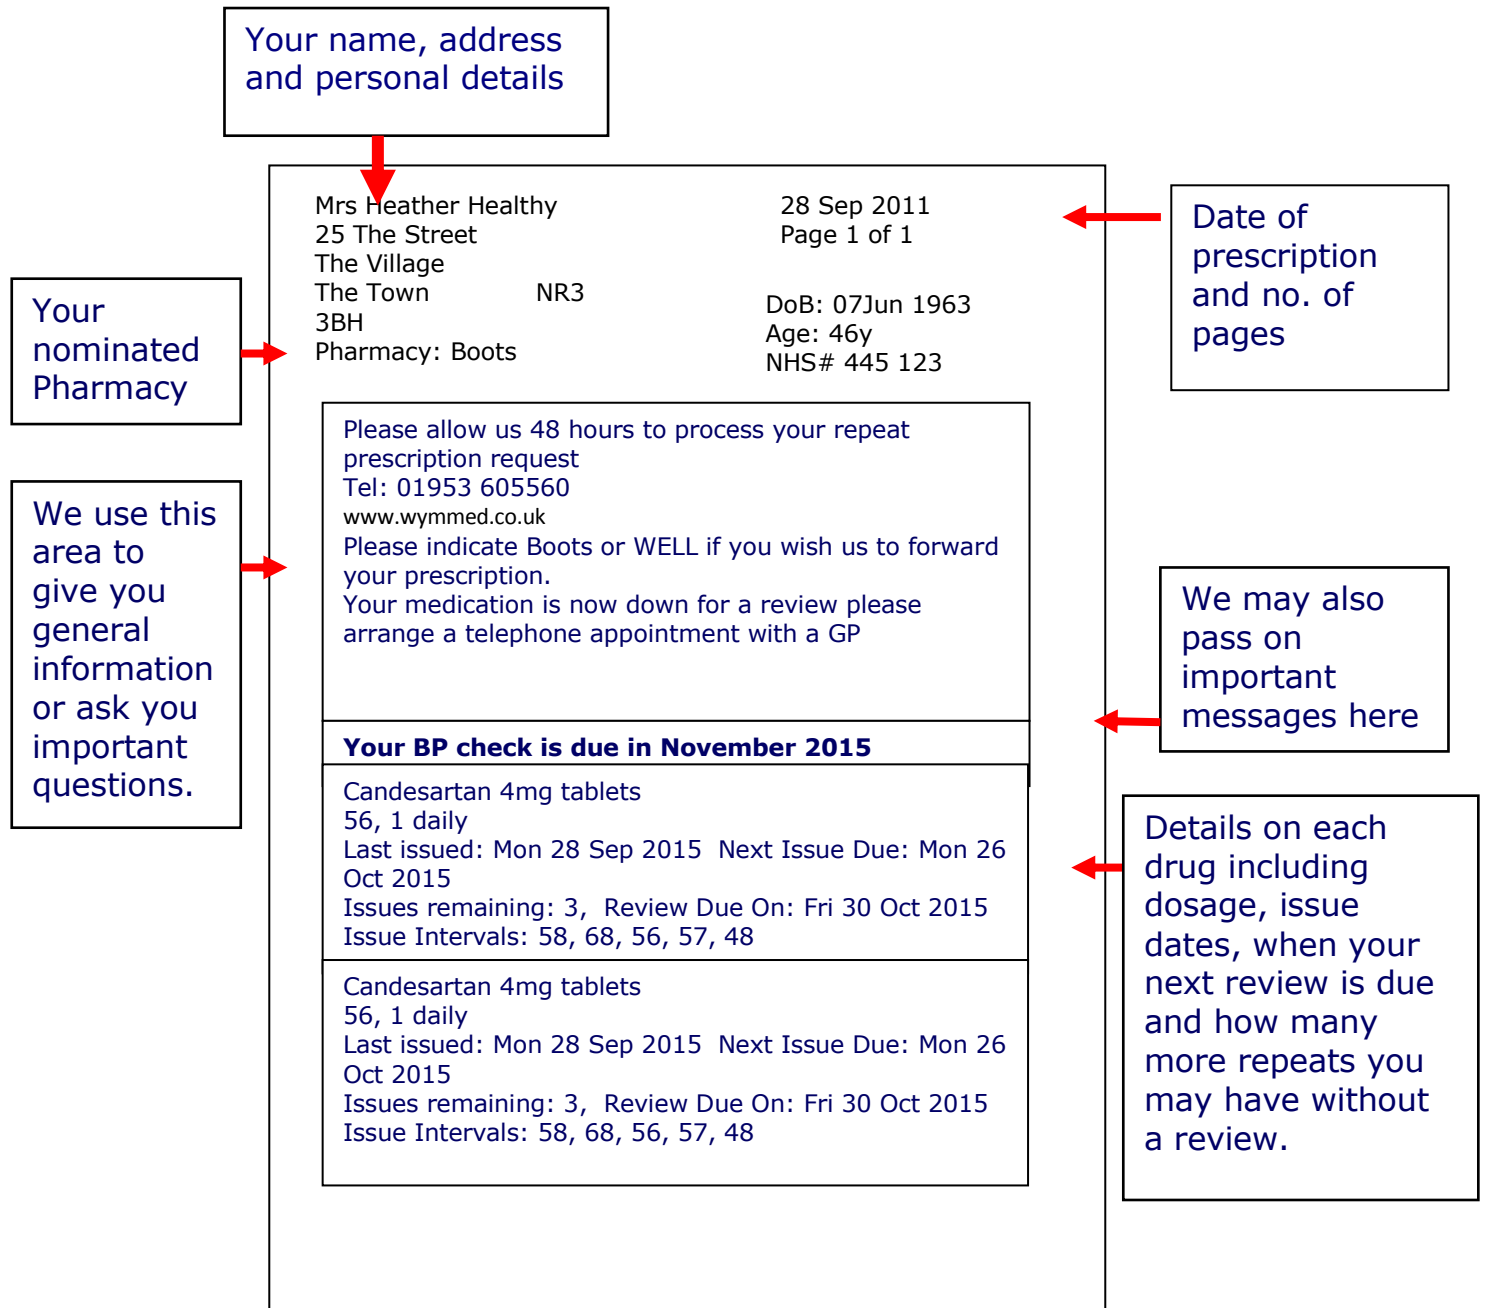 Your name, address
and personal details
Mrs Heather Healthy
25 The Street
The Village
The Town NR3
3BH
Pharmacy: Boots
28 Sep 2011
Page 1 of 1
DoB: 07Jun 1963
Age: 46y
NHS# 445 123
Date of
prescription
and no. of
pages
Your
nominated
Pharmacy
We use this
area to
give you
general
information
or ask you
important
questions.
Please allow us 48 hours to process your repeat
prescription request
Tel: 01953 605560
www.wymmed.co.uk
Please indicate Boots or WELL if you wish us to forward
your prescription.
Your medication is now down for a review please
arrange a telephone appointment with a GP
We may also
pass on
important
messages here
Your BP check is due in November 2015
Candesartan 4mg tablets
56, 1 daily
Last issued: Mon 28 Sep 2015 Next Issue Due: Mon 26
Oct 2015
Issues remaining: 3, Review Due On: Fri 30 Oct 2015
Issue Intervals: 58, 68, 56, 57, 48
Candesartan 4mg tablets
56, 1 daily
Last issued: Mon 28 Sep 2015 Next Issue Due: Mon 26
Oct 2015
Issues remaining: 3, Review Due On: Fri 30 Oct 2015
Issue Intervals: 58, 68, 56, 57, 48
Details on each
drug including
dosage, issue
dates, when your
next review is due
and how many
more repeats you
may have without
a review.